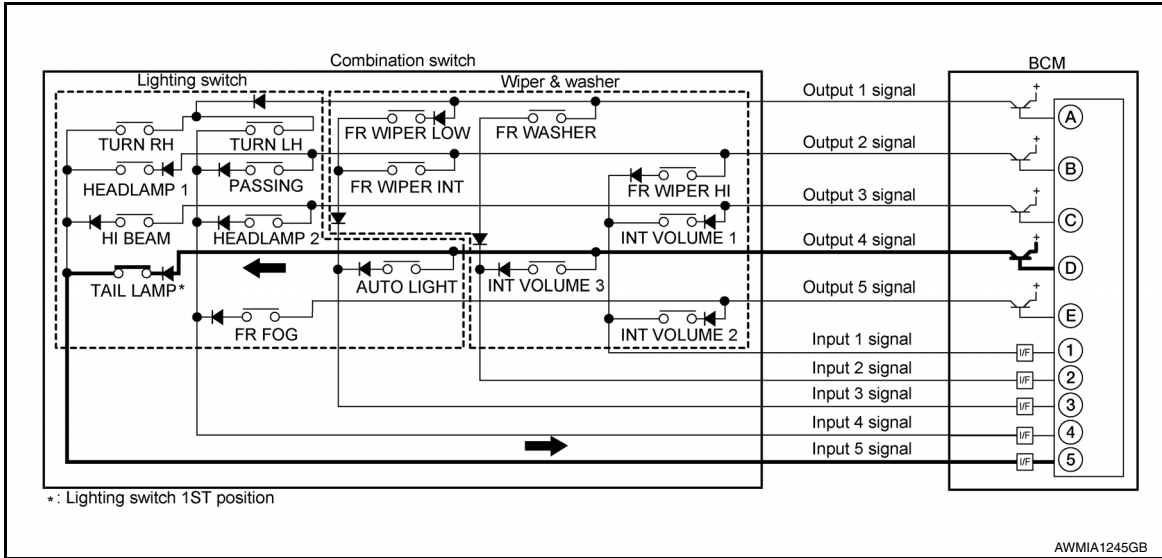 Combination switch
BCM
Lighting switch
Wiper & washer
Output 1 signal
+
A
TURN RH
TURN LH
FR WIPER LOW
FR WASHER
Output 2 signal
+
B
HEADLAMP 1
PASSING
FR WIPER INT
FR WIPER HI
Output 3 signal
+
C
HI BEAM
HEADLAMP 2
INT VOLUME 1
Output 4 signal
+
D
TAIL LAMP*
AUTO LIGHT
INT VOLUME 3
Output 5 signal
+
E
FR FOG
INT VOLUME 2
Input 1 signal
I/F
1
Input 2 signal
I/F
2
Input 3 signal
I/F
3
Input 4 signal
I/F
4
Input 5 signal
I/F
5
*: Lighting switch 1ST position
AWMIA1245GB